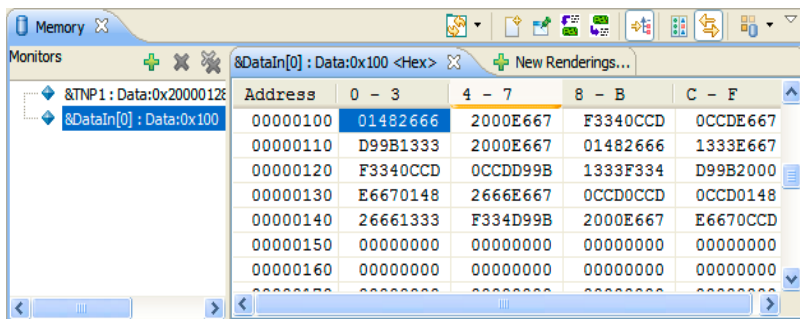 Memory
Monitors
&DataIn[0] : Data:0x100 <Hex>
New Renderings...
&TNP1 : Data:0x20000128
&DataIn[0] : Data:0x100
Address 0 - 3 4 - 7 8 - B C - F
00000100 01482666 2000E667 F3340CCD 0CCDE667
00000110 D99B1333 2000E667 01482666 1333E667
00000120 F3340CCD 0CCDD99B 1333F334 D99B2000
00000130 E6670148 2666E667 0CCD0CCD 0CCD0148
00000140 26661333 F334D99B 2000E667 E6670CCD
00000150 00000000 00000000 00000000 00000000
00000160 00000000 00000000 00000000 00000000